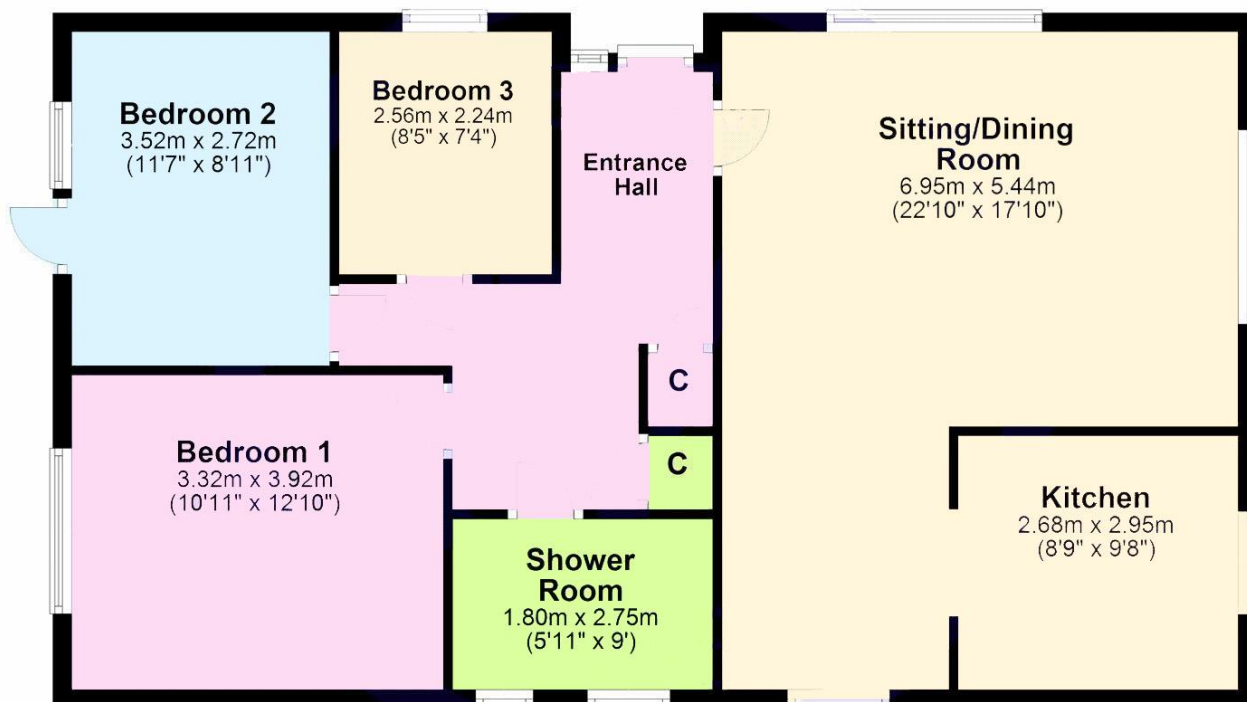 Bedroom 2
3.52m x 2.72m
(11'7" x 8'11")
Bedroom 3
2.56m x 2.24m
(8'5" x 7'4")
Entrance
Hall
Sitting/Dining
Room
6.95m x 5.44m
(22'10" x 17'10")
C
C
Bedroom 1
3.32m x 3.92m
(10'11" x 12'10")
Shower
Room
1.80m x 2.75m
(5'11" x 9')
Kitchen
2.68m x 2.95m
(8'9" x 9'8")